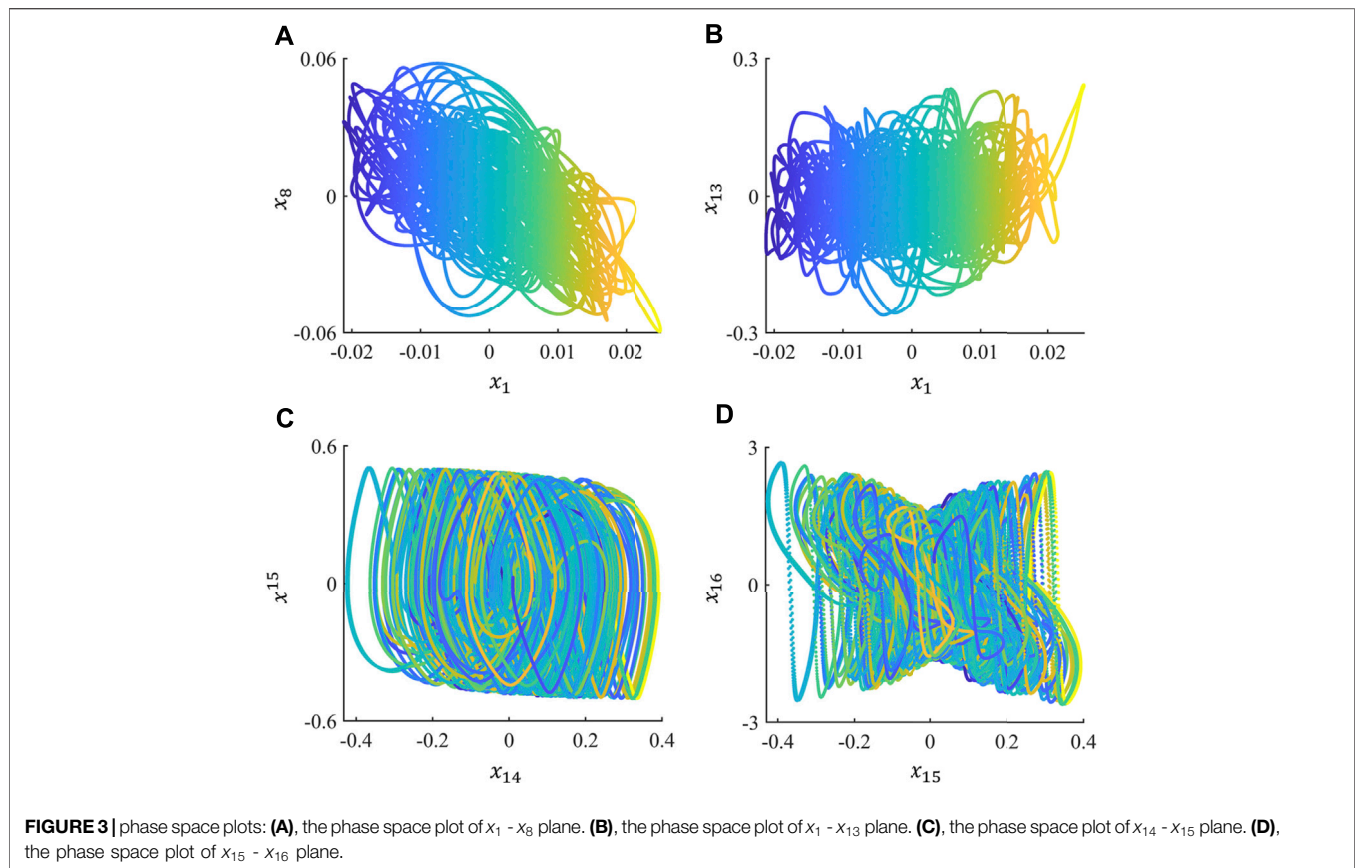 A
0.06
x₈
0
-0.06
-0.02 -0.01 0 0.01 0.02
x₁
B
0.3
x₁₃
0
-0.3
-0.02 -0.01 0 0.01 0.02
x₁
C
0.6
x¹⁵
0
-0.6
-0.4 -0.2 0 0.2 0.4
x₁₄
D
3
x₁₆
0
-3
-0.4 -0.2 0 0.2 0.4
x₁₅
FIGURE 3 | phase space plots: (A), the phase space plot of x₁ - x₈ plane. (B), the phase space plot of x₁ - x₁₃ plane. (C), the phase space plot of x₁₄ - x₁₅ plane. (D),
the phase space plot of x₁₅ - x₁₆ plane.